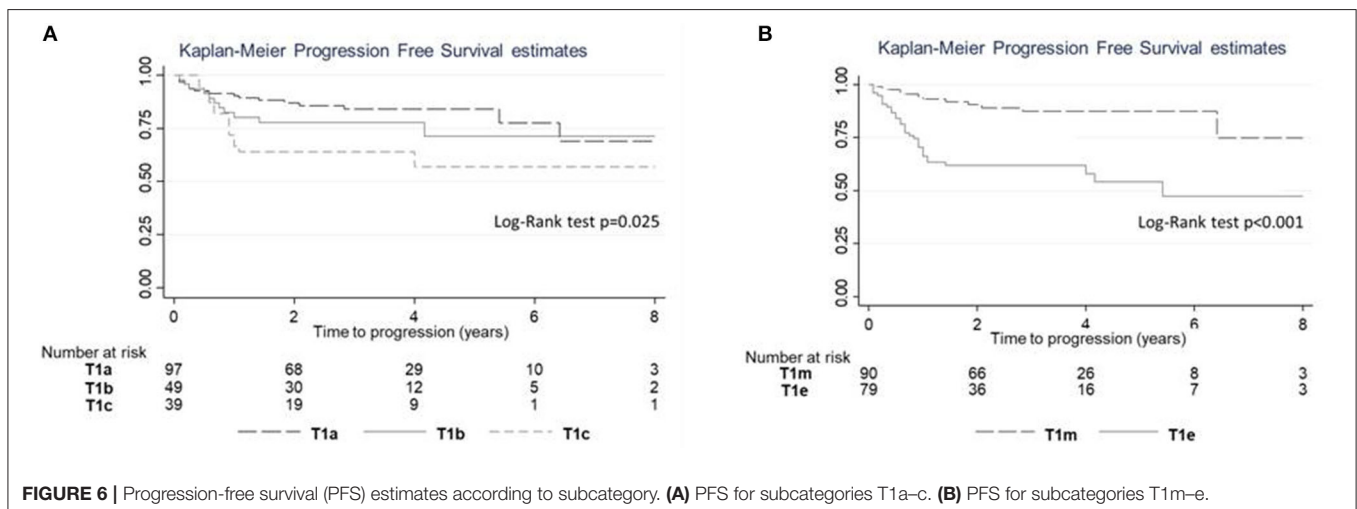 A
Kaplan-Meier Progression Free Survival estimates
1.00
0.75
0.50
0.25
0.00
Log-Rank test p=0.025
0 2 4 6 8
Time to progression (years)
Number at risk
T1a 97 68 29 10 3
T1b 49 30 12 5 2
T1c 39 19 9 1 1
T1a T1b T1c
B
Kaplan-Meier Progression Free Survival estimates
1.00
0.75
0.50
0.25
0.00
Log-Rank test p<0.001
0 2 4 6 8
Time to progression (years)
Number at risk
T1m 90 66 26 8 3
T1e 79 36 16 7 3
T1m T1e
FIGURE 6 | Progression-free survival (PFS) estimates according to subcategory. (A) PFS for subcategories T1a–c. (B) PFS for subcategories T1m–e.